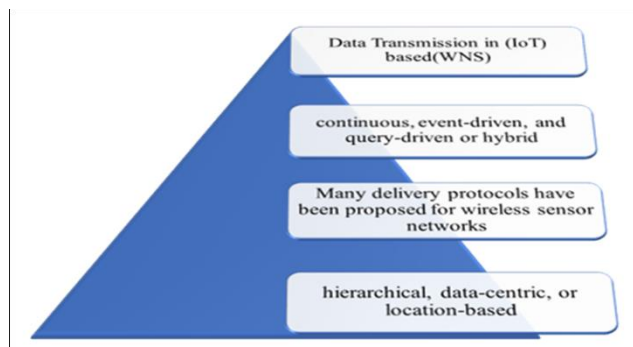 Data Transmission in (IoT)
based(WNS)
continuous, event-driven, and
query-driven or hybrid
Many delivery protocols have
been proposed for wireless sensor
networks
hierarchical, data-centric, or
location-based